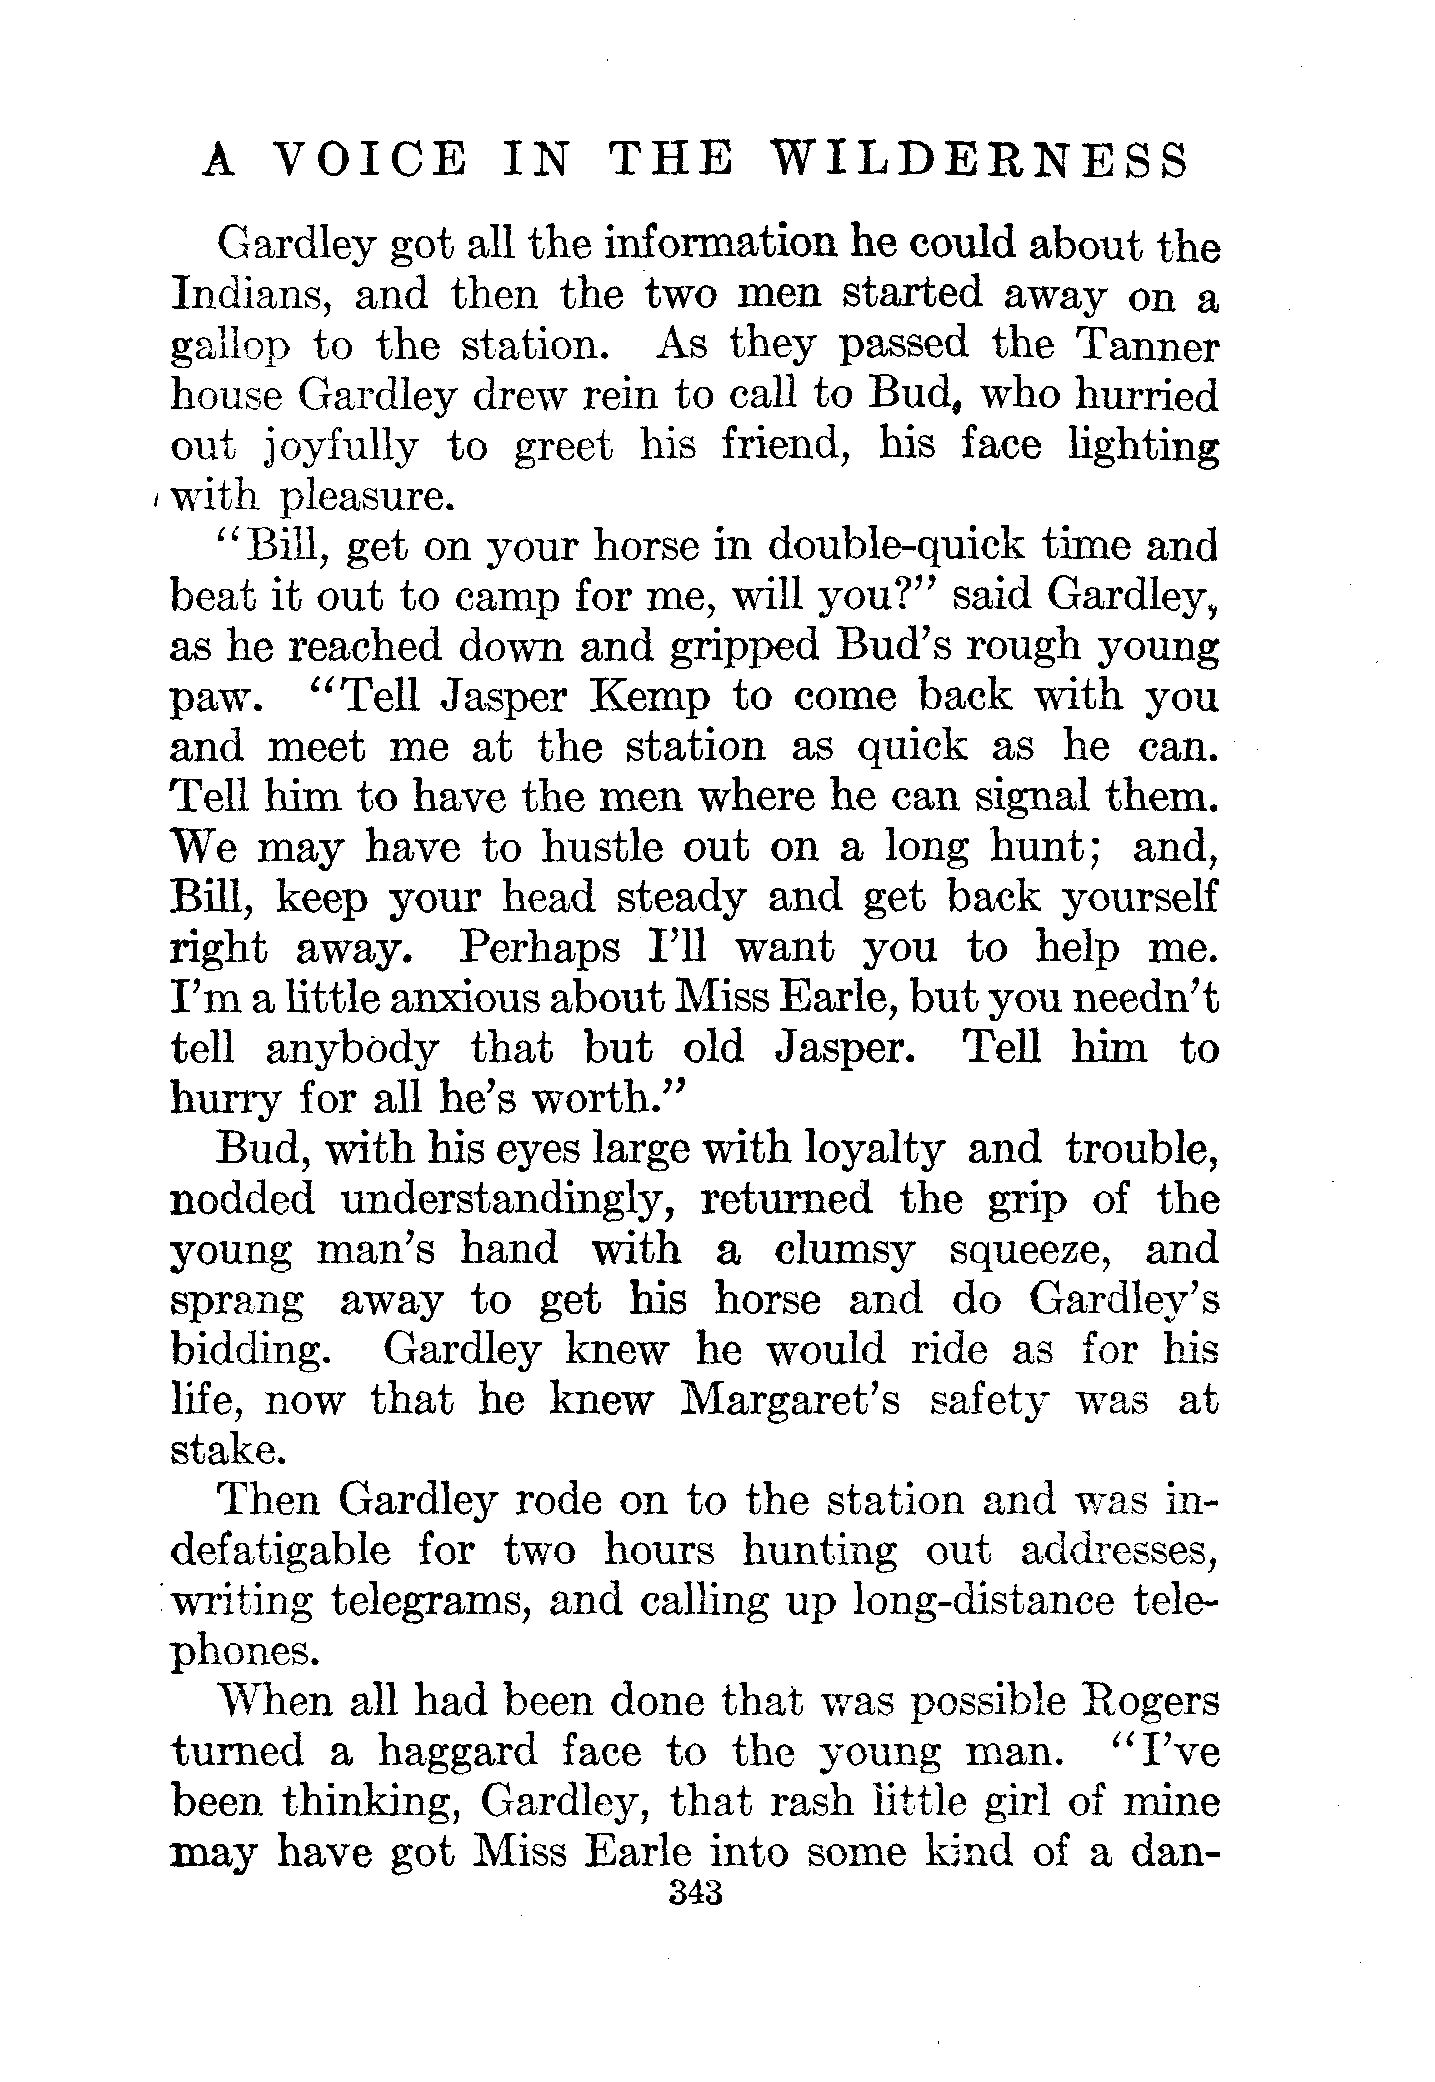 A VOICE IN THE WILDERNESS
Gardley got all the information he could about the
Indians, and then the two men started away on a
gallop to the station. As they passed the Tanner
house Gardley drew rein to call to Bud, who hurried
out joyfully to greet his friend, his face lighting
with pleasure.
"Bill, get on your horse in double-quick time and
beat it out to camp for me, will you?" said Gardley,
as he reached down and gripped Bud's rough young
paw. "Tell Jasper Kemp to come back with you
and meet me at the station as quick as he can.
Tell him to have the men where he can signal them.
We may have to hustle out on a long hunt; and,
Bill, keep your head steady and get back yourself
right away. Perhaps I'll want you to help me.
I'm a little anxious about Miss Earle, but you needn't
tell anybody that but old Jasper. Tell him to
hurry for all he's worth."
Bud, with his eyes large with loyalty and trouble,
nodded understandingly, returned the grip of the
young man's hand with a clumsy squeeze, and
sprang away to get his horse and do Gardley's
bidding. Gardley knew he would ride as for his
life, now that he knew Margaret's safety was at
stake.
Then Gardley rode on to the station and was in-
defatigable for two hours hunting out addresses,
writing telegrams, and calling up long-distance tele-
phones.
When all had been done that was possible Rogers
turned a haggard face to the young man. "I've
been thinking, Gardley, that rash little girl of mine
may have got Miss Earle into some kind of a dan-
343